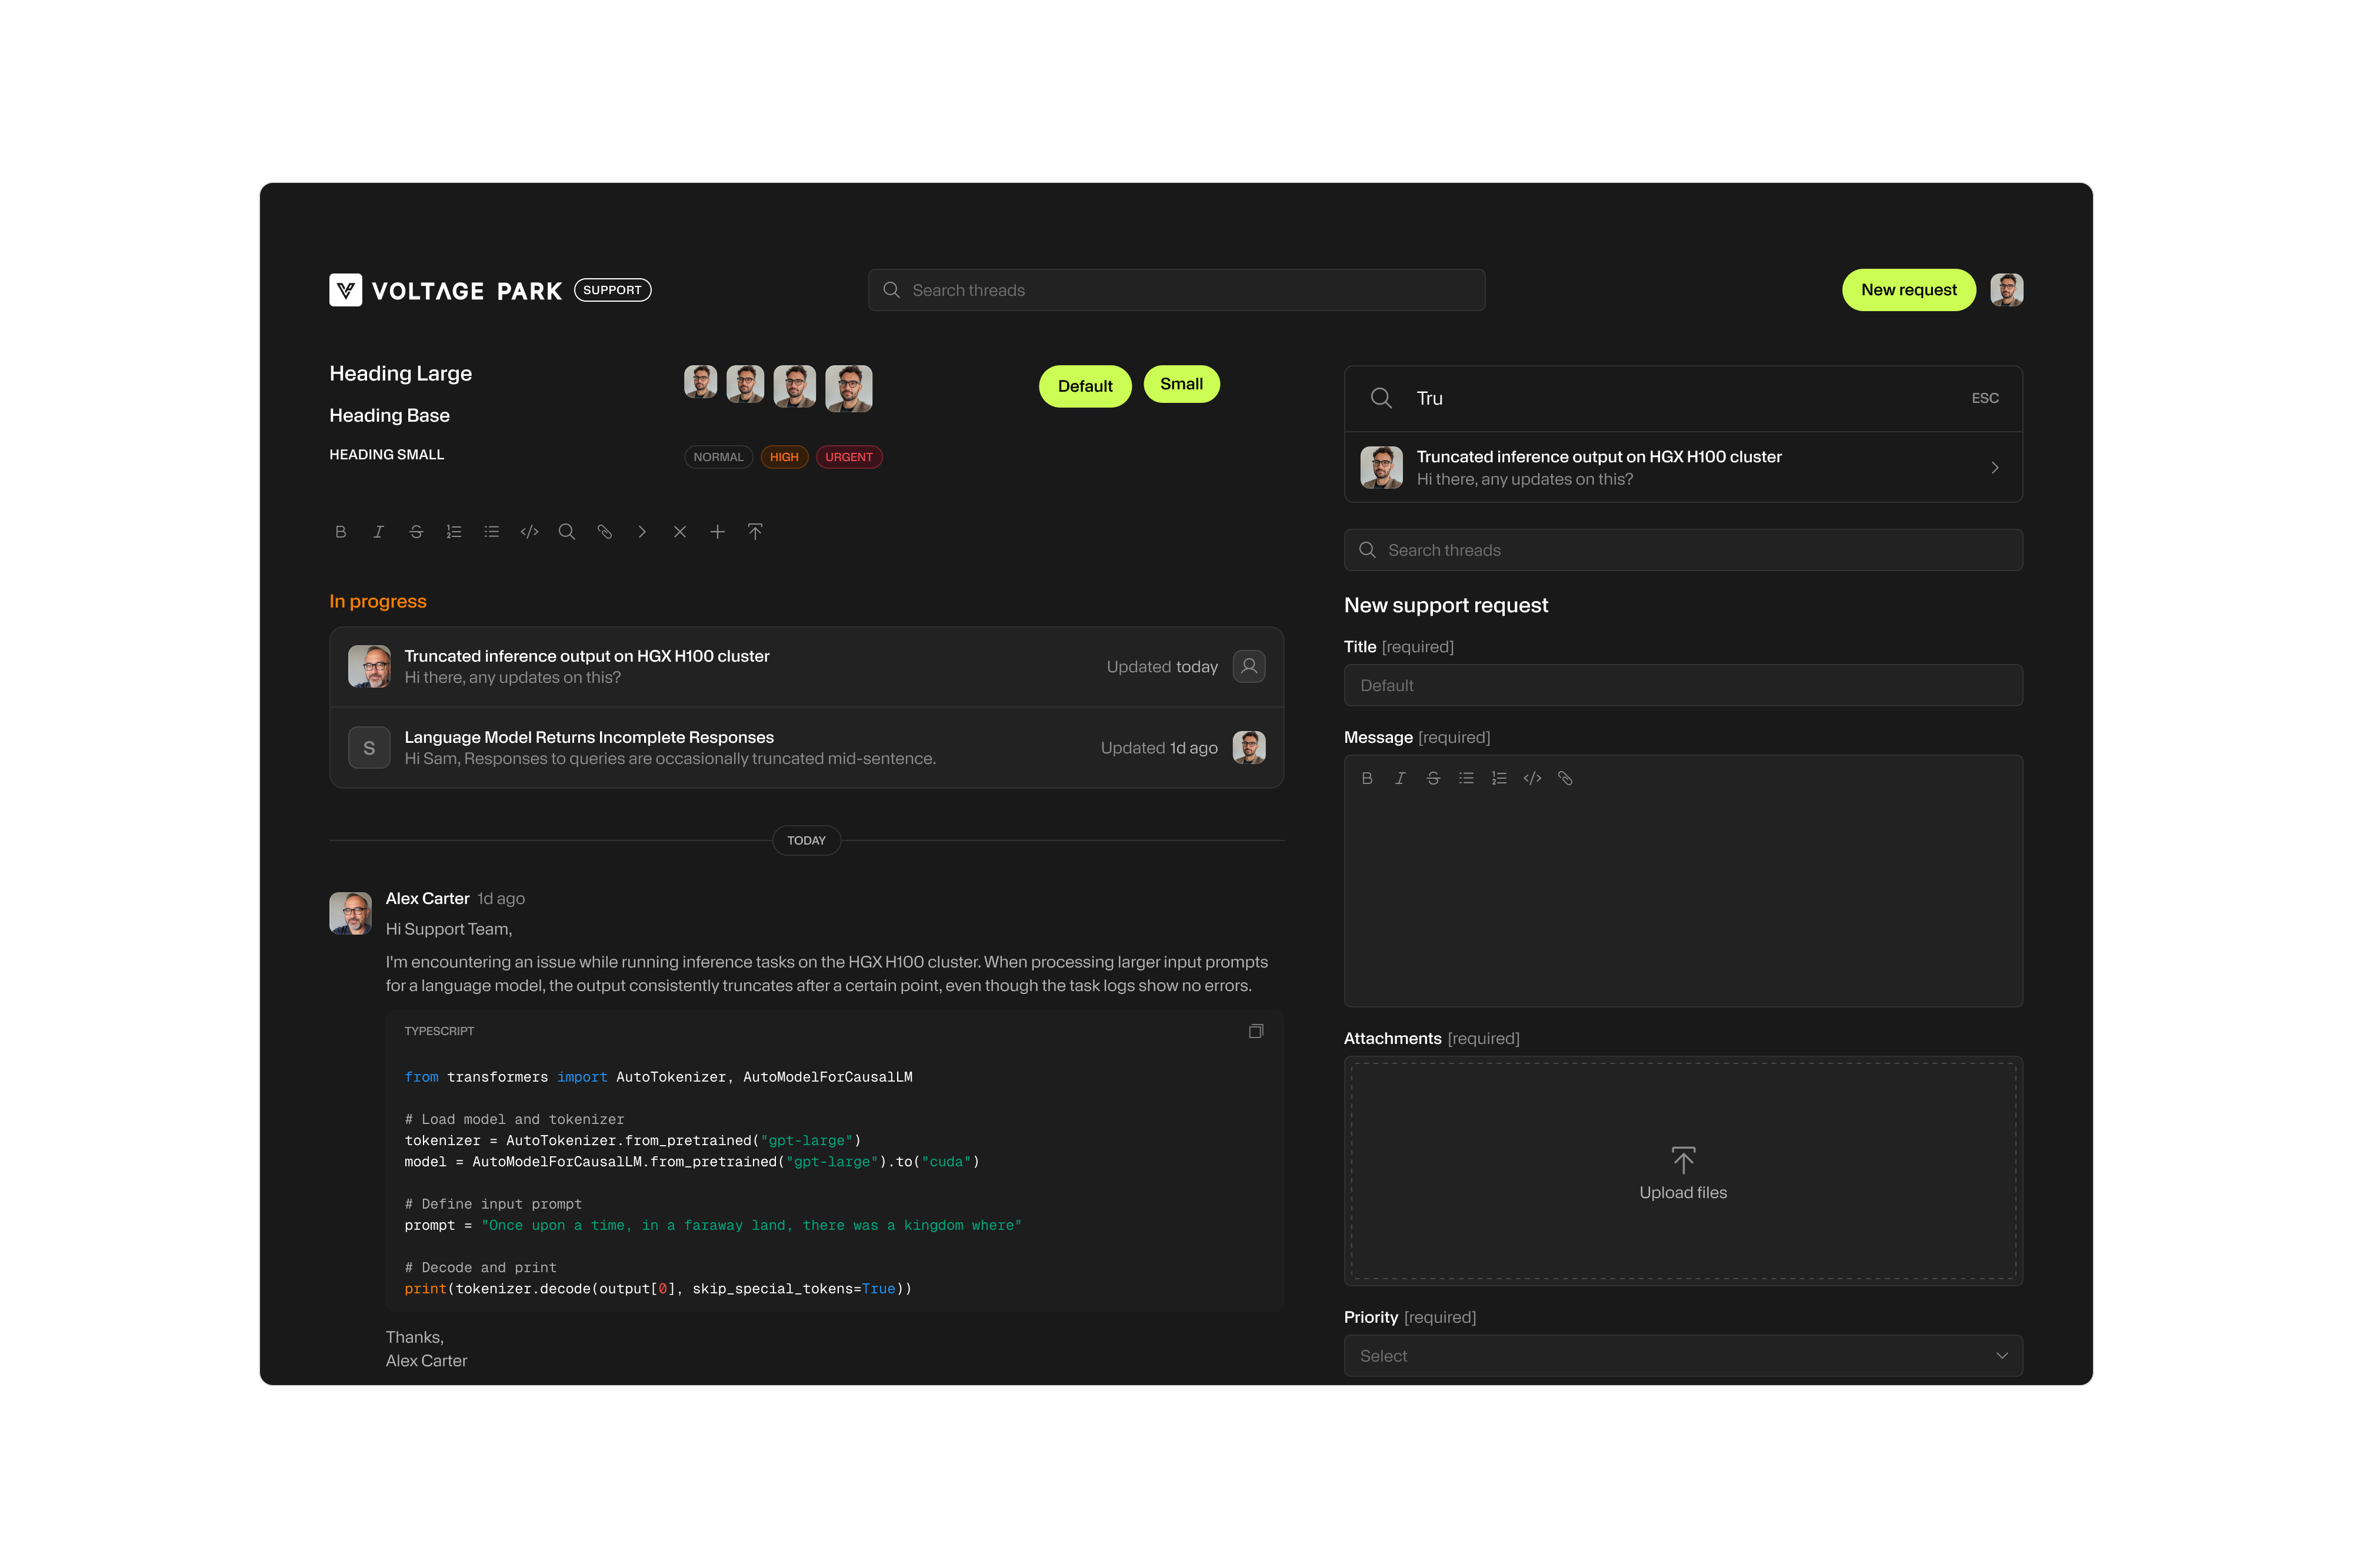 VOLTAGE PARK SUPPORT
Search threads
New request
Heading Large
Heading Base
HEADING SMALL
NORMAL HIGH URGENT
Default Small
In progress
Truncated inference output on HGX H100 cluster
Hi there, any updates on this?
Updated today
S
Language Model Returns Incomplete Responses
Hi Sam, Responses to queries are occasionally truncated mid-sentence.
Updated 1d ago
TODAY
Alex Carter 1d ago
Hi Support Team,
I'm encountering an issue while running inference tasks on the HGX H100 cluster. When processing larger input prompts
for a language model, the output consistently truncates after a certain point, even though the task logs show no errors.
TYPESCRIPT
from transformers import AutoTokenizer, AutoModelForCausalLM
# Load model and tokenizer
tokenizer = AutoTokenizer.from_pretrained("gpt-large")
model = AutoModelForCausalLM.from_pretrained("gpt-large").to("cuda")
# Define input prompt
prompt = "Once upon a time, in a faraway land, there was a kingdom where"
# Decode and print
print(tokenizer.decode(output[0], skip_special_tokens=True))
Thanks,
Alex Carter
Tru
ESC
Truncated inference output on HGX H100 cluster
Hi there, any updates on this?
Search threads
New support request
Title [required]
Default
Message [required]
Attachments [required]
Upload files
Priority [required]
Select